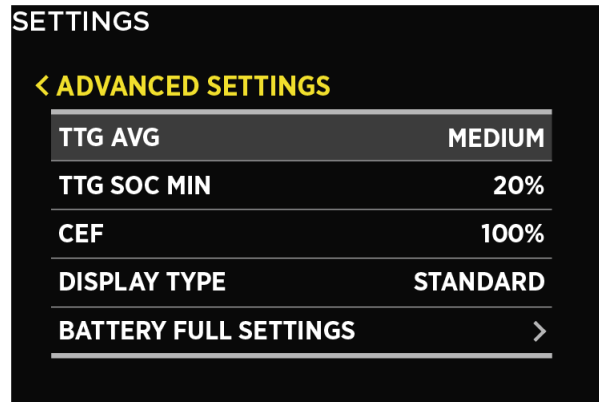 SETTINGS
< ADVANCED SETTINGS
TTG AVG MEDIUM
TTG SOC MIN 20%
CEF 100%
DISPLAY TYPE STANDARD
BATTERY FULL SETTINGS >